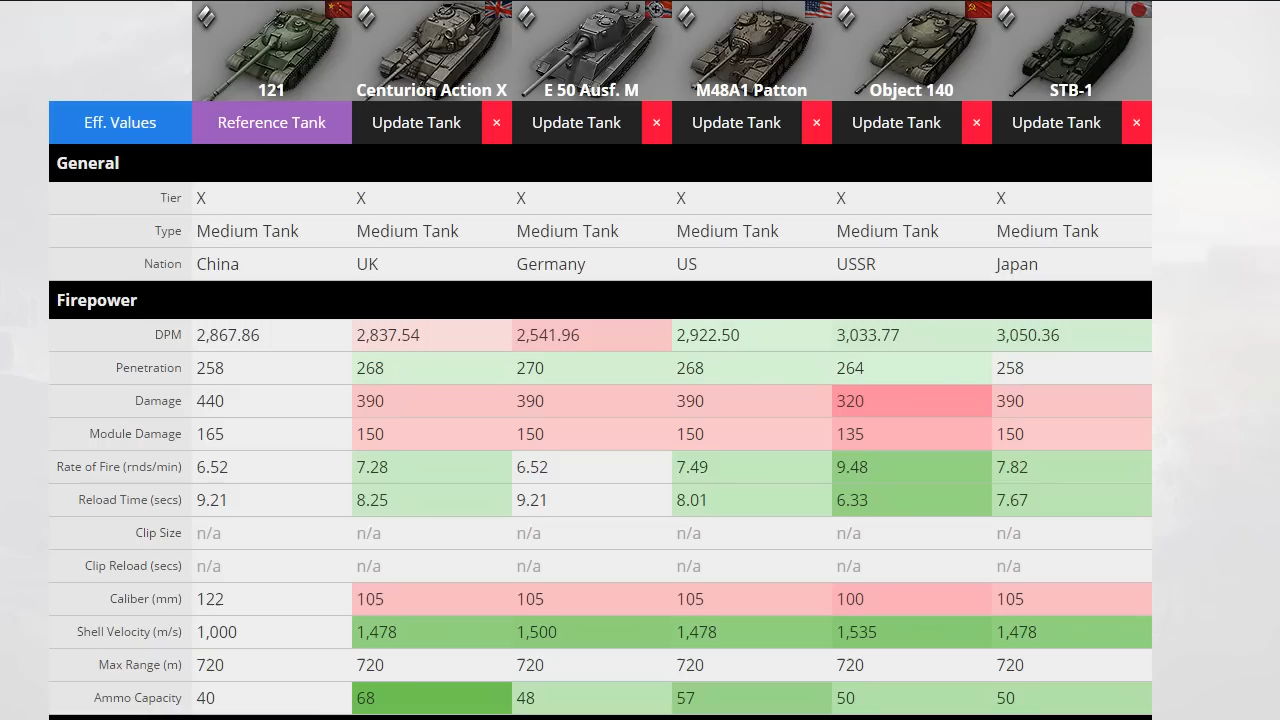 121 Centurion Action X E 50 Ausf. M M48A1 Patton Object 140 STB-1
Eff. Values Reference Tank Update Tank × Update Tank × Update Tank × Update Tank × Update Tank ×
General
Tier X X X X X X
Type Medium Tank Medium Tank Medium Tank Medium Tank Medium Tank Medium Tank
Nation China UK Germany US USSR Japan
Firepower
DPM 2,867.86 2,837.54 2,541.96 2,922.50 3,033.77 3,050.36
Penetration 258 268 270 268 264 258
Damage 440 390 390 390 320 390
Module Damage 165 150 150 150 135 150
Rate of Fire (rnds/min) 6.52 7.28 6.52 7.49 9.48 7.82
Reload Time (secs) 9.21 8.25 9.21 8.01 6.33 7.67
Clip Size n/a n/a n/a n/a n/a n/a
Clip Reload (secs) n/a n/a n/a n/a n/a n/a
Caliber (mm) 122 105 105 105 100 105
Shell Velocity (m/s) 1,000 1,478 1,500 1,478 1,535 1,478
Max Range (m) 720 720 720 720 720 720
Ammo Capacity 40 68 48 57 50 50